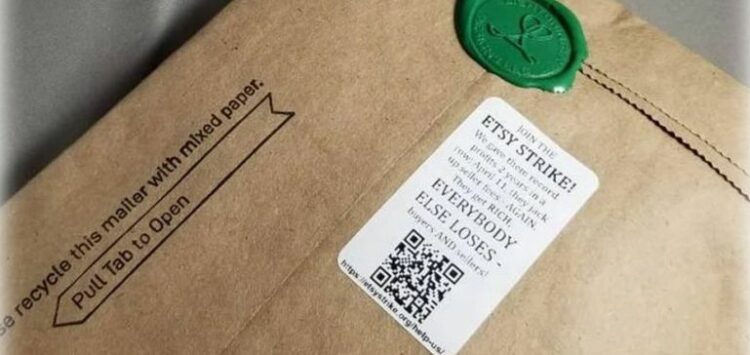 se recycle this mailer with mixed paper.
Pull Tab to Open
JOIN THE
ETSY STRIKE!
We gave them record
profits 2 years in a
row. April 11, they jack
up seller fees - AGAIN.
They get RICH,
EVERYBODY
ELSE LOSES -
buyers AND sellers!
https://etsystrike.org/help-us/